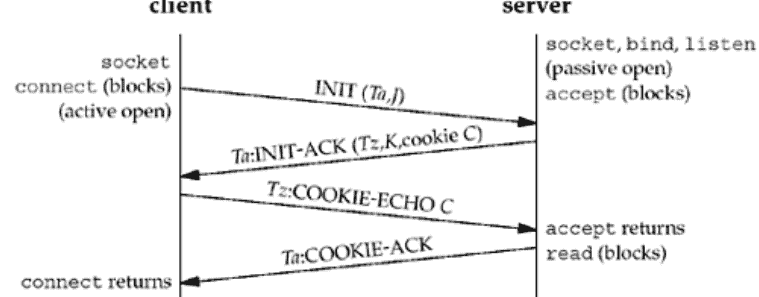 client
server
socket
connect (blocks)
(active open)
socket, bind, listen
(passive open)
accept (blocks)
INIT (Ta,J)
Ta:INIT-ACK (Tz,K,cookie C)
Tz:COOKIE-ECHO C
accept returns
read (blocks)
Ta:COOKIE-ACK
connect returns